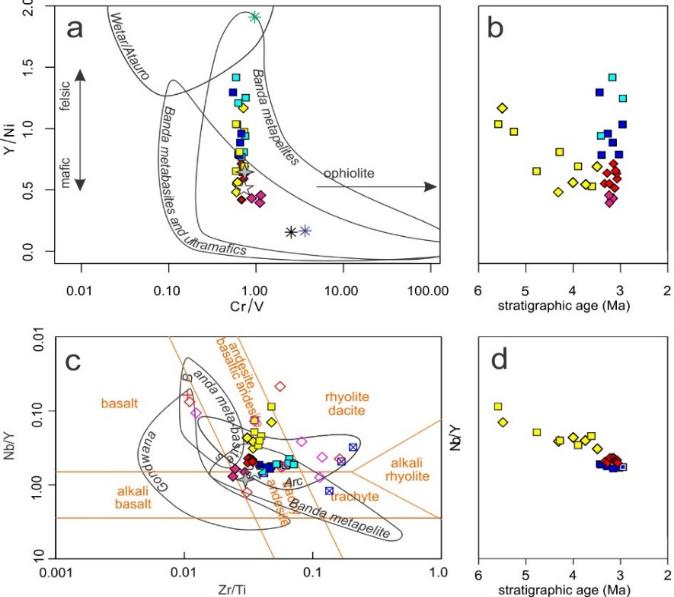 a
2.0
1.5
1.0
0.5
0.0
Y/Ni
felsic
mafic
Wetar/Atauro
Banda metapelites
Banda metabasites and ultramafics
ophiolite
0.01
0.10
1.00
10.00
100.00
Cr/V
b
6
5
4
3
2
stratigraphic age (Ma)
c
0.01
0.10
1.00
10
Nb/Y
basalt
andesite
basaltic andesite
rhyolite
dacite
alkali
rhyolite
alkali
basalt
trachyte
andesite
Gondwana
Banda meta-basites
Arc
Banda metapelite
0.001
0.01
0.1
1.0
Zr/Ti
d
Nb/Y
6
5
4
3
2
stratigraphic age (Ma)